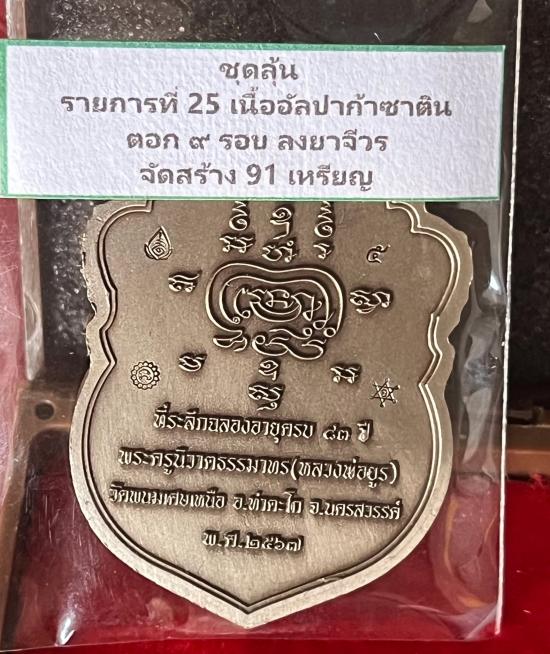 ชุดลุ้น
รายการที่ 25 เนื้ออัลปาก้าซาติน
ตอก ๙ รอบ ลงยาจีวร
จัดสร้าง 91 เหรียญ
๕
ที่ระลึกฉลองอายุครบ ๘๓ ปี
พระครูนิวาตธรรมาทร(หลวงพ่อยูร)
วัดพนมเศษเหนือ อ.ท่าตะโก จ.นครสวรรค์
พ.ศ.๒๕๖๗